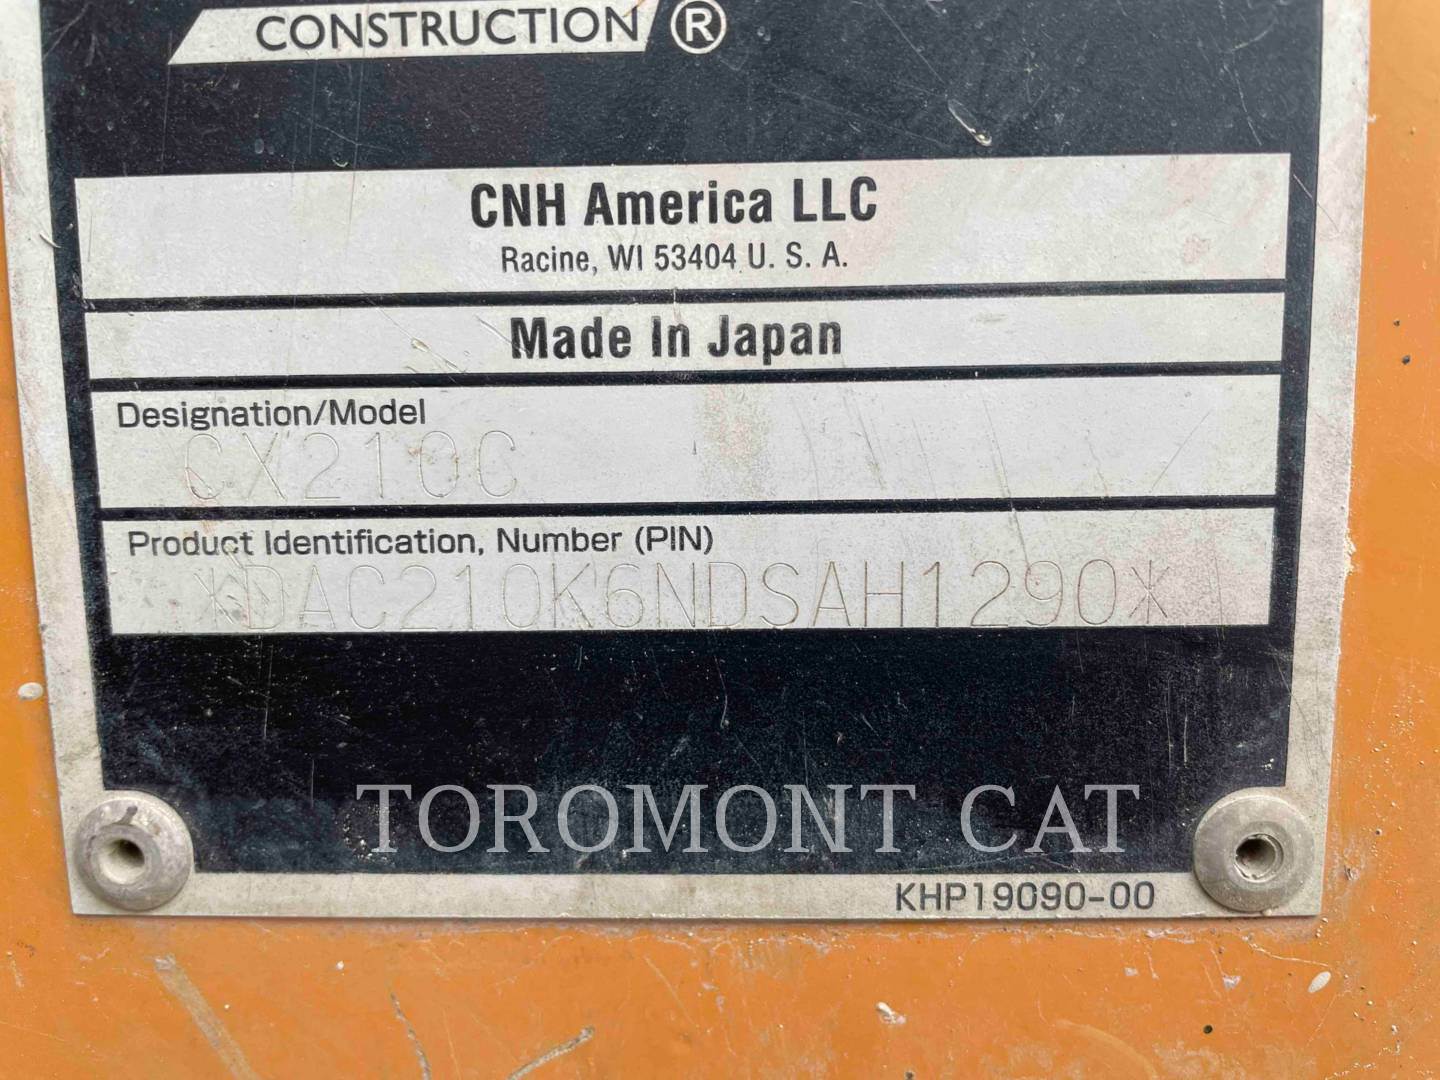 CONSTRUCTION ®
CNH America LLC
Racine, WI 53404 U. S. A.
Made In Japan
Designation/Model
CX210C
Product Identification, Number (PIN)
*DAC210K6NDSAH1290*
TOROMONT CAT
KHP19090-00